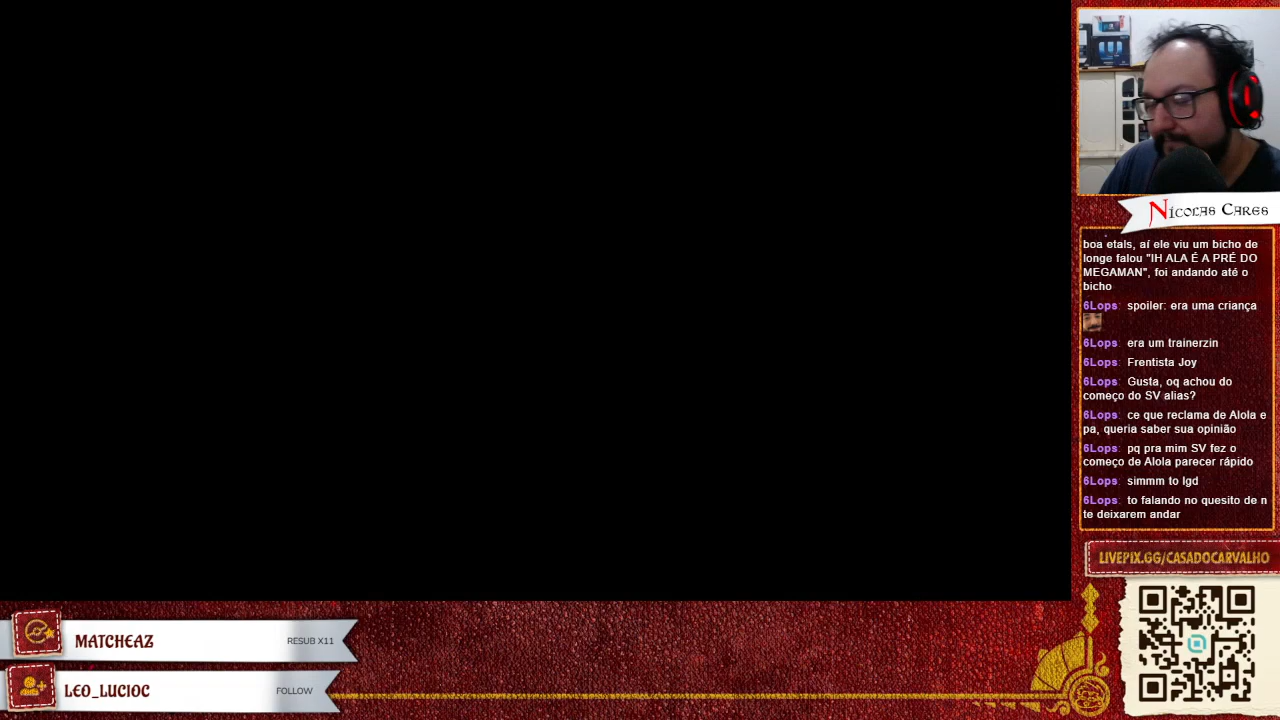 Nicolas Cares
boa etals, aí ele viu um bicho de
longe falou "IH ALA É A PRÉ DO
MEGAMAN", foi andando até o
bicho
6Lops: spoiler: era uma criança
6Lops: era um trainerzin
6Lops: Frentista Joy
6Lops: Gusta, oq achou do
começo do SV alias?
6Lops: ce que reclama de Alola e
pa, queria saber sua opinião
6Lops: pq pra mim SV fez o
começo de Alola parecer rápido
6Lops: simmm to lgd
6Lops: to falando no quesito de n
te deixarem andar
LIVEPIX.GG/CASADOCARVALHO
MATCHEAZ RESUB X11
LEO_LUCIOC FOLLOW